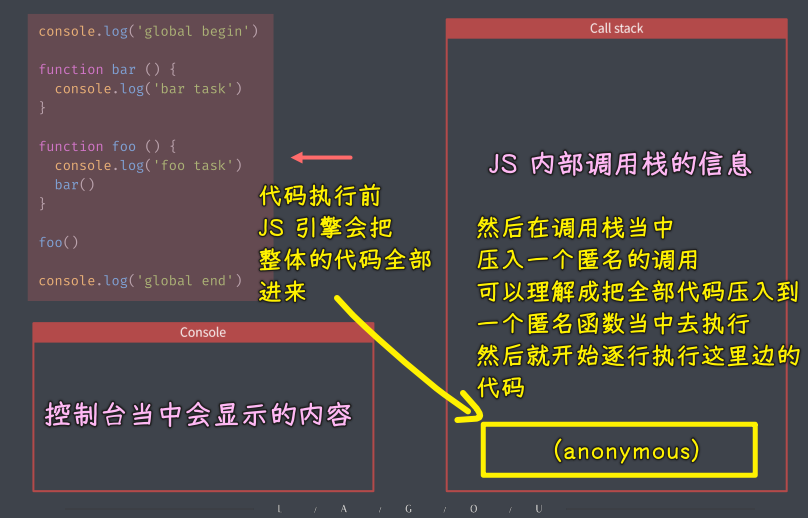 console.log('global begin')
function bar () {
console.log('bar task')
}
function foo () {
console.log('foo task')
bar()
}
foo()
console.log('global end')
代码执行前
JS 引擎会把
整体的代码全部
进来
Console
控制台当中会显示的内容
Call stack
JS 内部调用栈的信息
然后在调用栈当中
压入一个匿名的调用
可以理解成把全部代码压入到
一个匿名函数当中去执行
然后就开始逐行执行这里边的
代码
(anonymous)
L / A / G / O / U